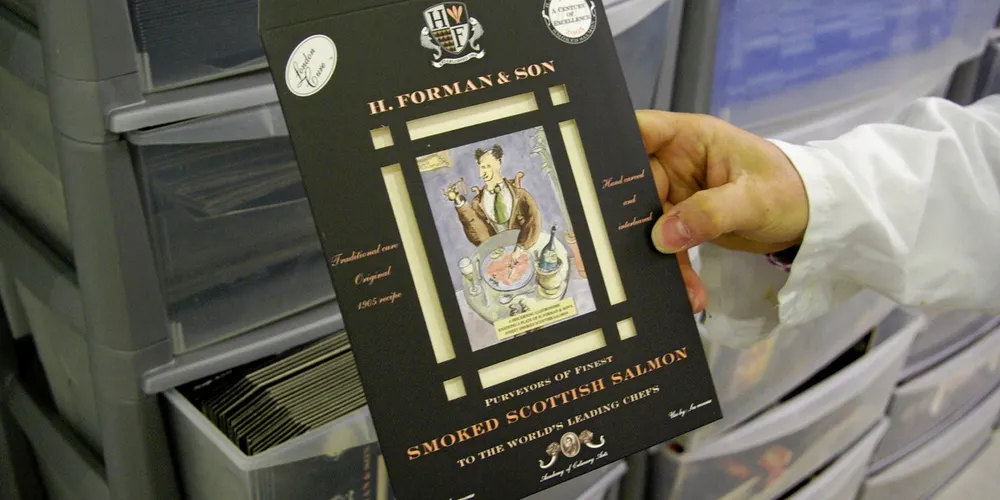 London
Cure
H F
A CENTURY
OF
EXCELLENCE
H. FORMAN & SON
Hand carved
and
interleaved
Traditional cure
Original
1905 recipe
PURVEYORS OF FINEST
SMOKED SCOTTISH SALMON
TO THE WORLD'S LEADING CHEFS
Academy of Culinary Arts